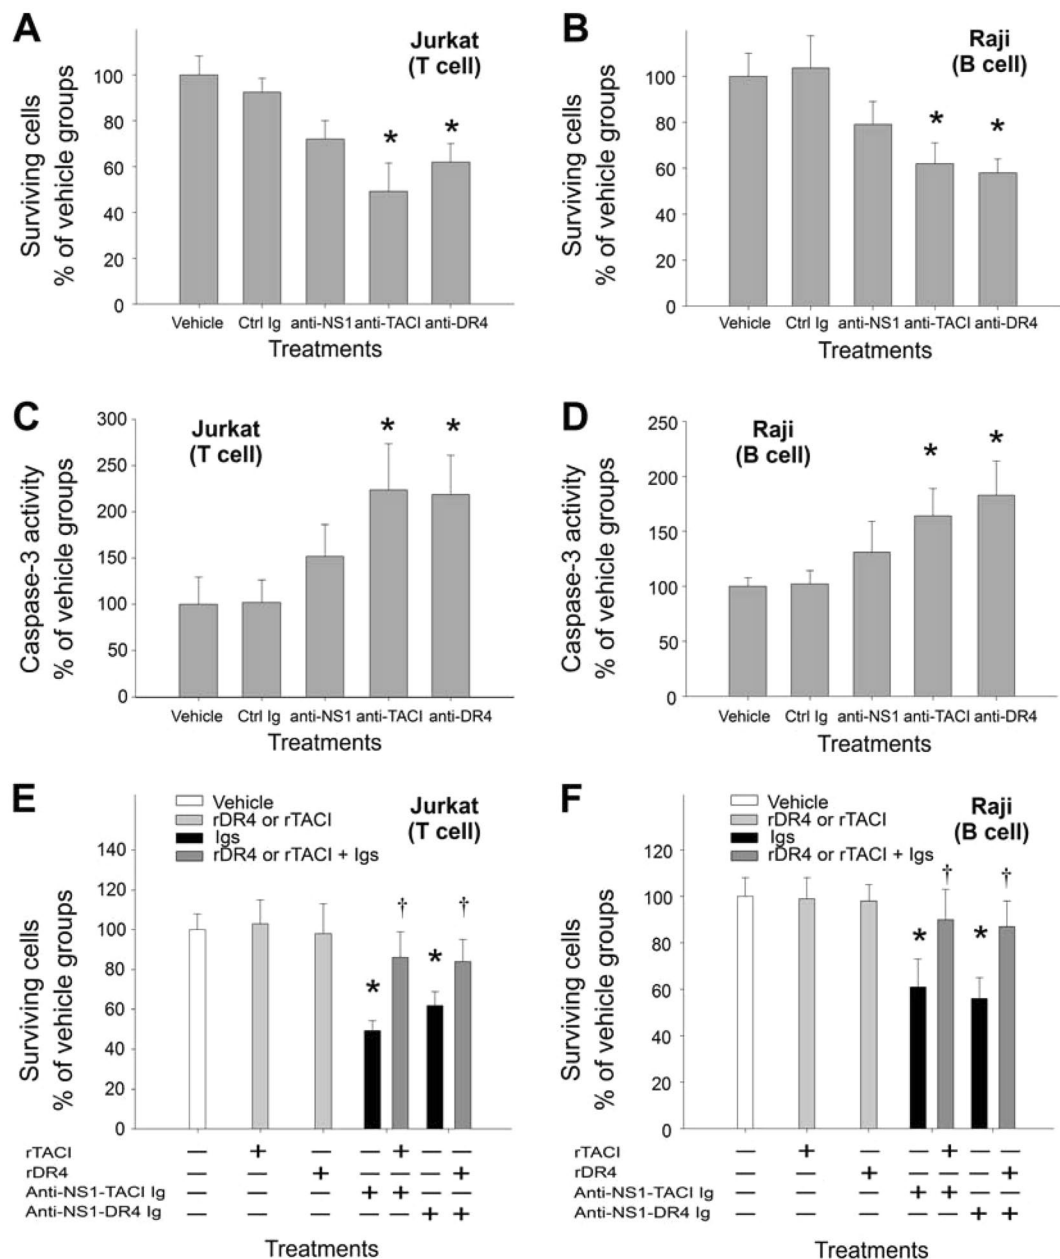 A
Jurkat
(T cell)
Surviving cells
% of vehicle groups
100
80
60
40
20
0
*
*
Vehicle Ctrl Ig anti-NS1 anti-TACI anti-DR4
Treatments
B
Raji
(B cell)
Surviving cells
% of vehicle groups
100
80
60
40
20
0
*
*
Vehicle Ctrl Ig anti-NS1 anti-TACI anti-DR4
Treatments
C
Jurkat
(T cell)
Caspase-3 activity
% of vehicle groups
300
250
200
150
100
50
0
*
*
Vehicle Ctrl Ig anti-NS1 anti-TACI anti-DR4
Treatments
D
Raji
(B cell)
Caspase-3 activity
% of vehicle groups
250
200
150
100
50
0
*
*
Vehicle Ctrl Ig anti-NS1 anti-TACI anti-DR4
Treatments
E
Vehicle
rDR4 or rTACI
Igs
rDR4 or rTACI + Igs
Jurkat
(T cell)
Surviving cells
% of vehicle groups
140
120
100
80
60
40
20
0
* † * †
rTACI — + — — + — —
rDR4 — — + — — — +
Anti-NS1-TACI Ig — — — + + — —
Anti-NS1-DR4 Ig — — — — — + +
Treatments
F
Vehicle
rDR4 or rTACI
Igs
rDR4 or rTACI + Igs
Raji
(B cell)
Surviving cells
% of vehicle groups
120
100
80
60
40
20
0
* † * †
rTACI — + — — + — —
rDR4 — — + — — — +
Anti-NS1-TACI Ig — — — + + — —
Anti-NS1-DR4 Ig — — — — — + +
Treatments